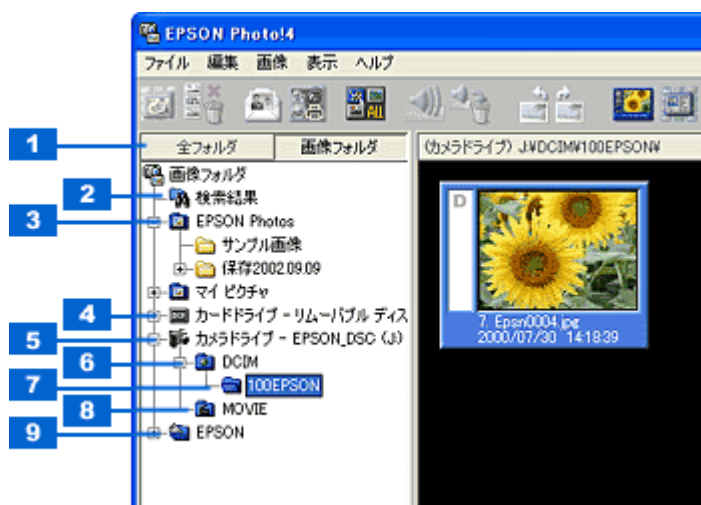 EPSON Photo!4
ファイル 編集 画像 表示 ヘルプ
ALL
1 全フォルダ 画像フォルダ (カメラドライブ) J:¥DCIM¥100EPSON¥
画像フォルダ
2 検索結果
3 EPSON Photos
サンプル画像
保存2002.09.09
マイ ピクチャ
4 カードドライブ - リムーバブル ディス
5 カメラドライブ - EPSON_DSC (J:)
6 DCIM
7 100EPSON
8 MOVIE
9 EPSON
D
7. Epsn0004.jpg
2000/07/30 14:18:39